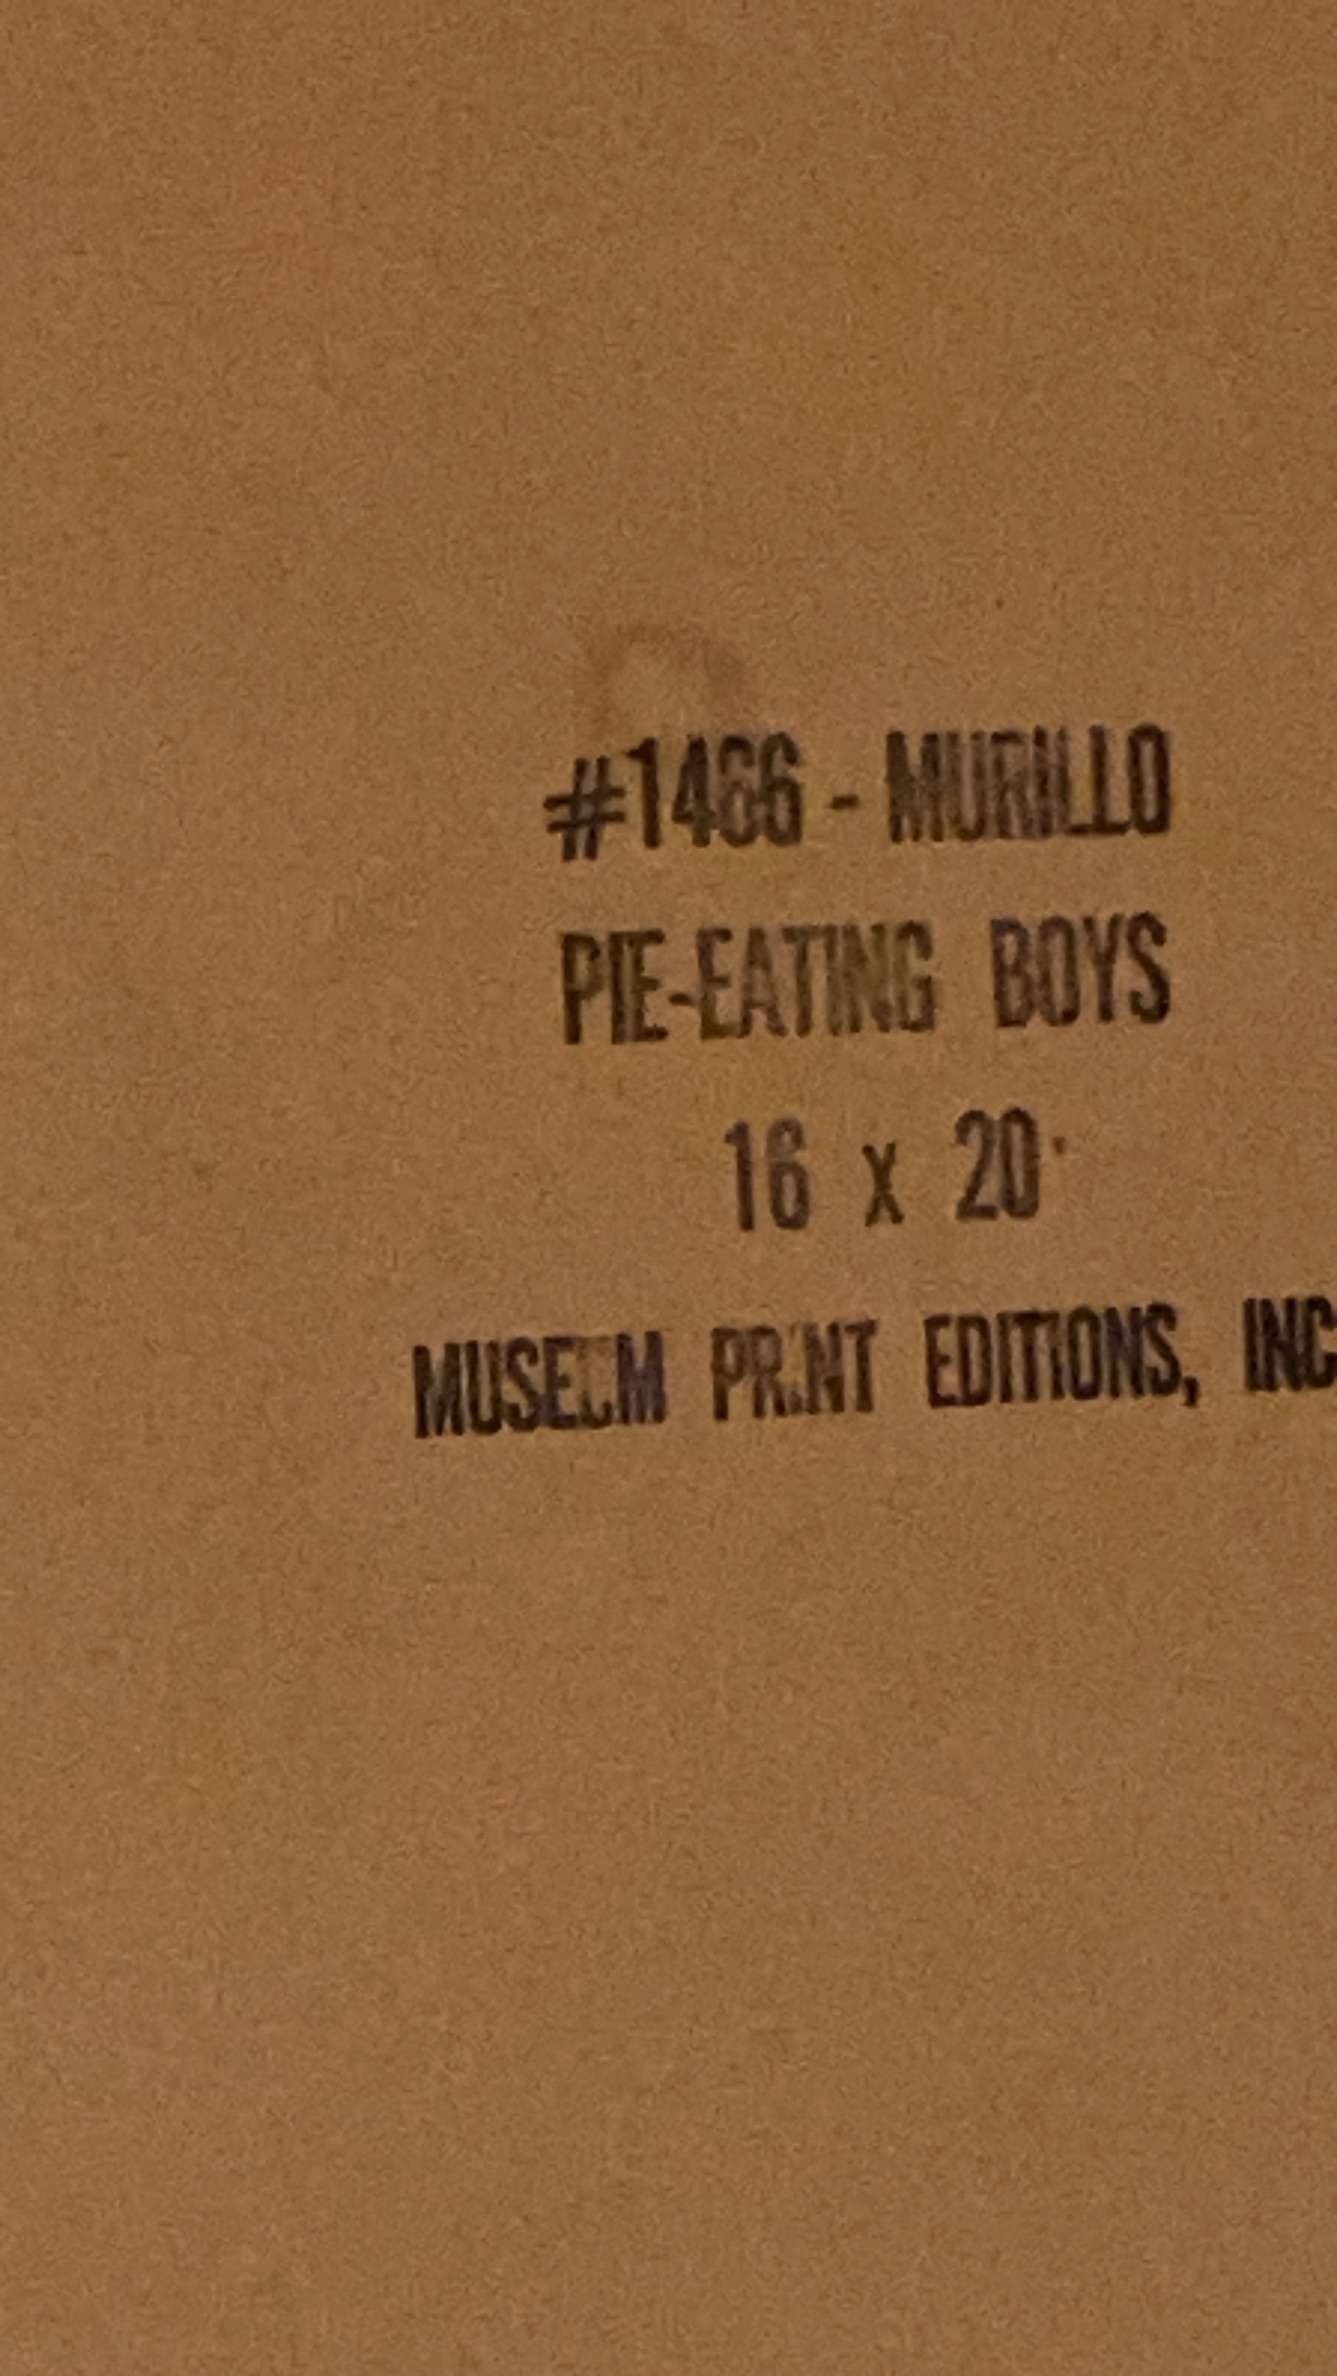 #1466 - MURILLO
PIE-EATING BOYS
16 x 20
MUSEUM PRINT EDITIONS, INC